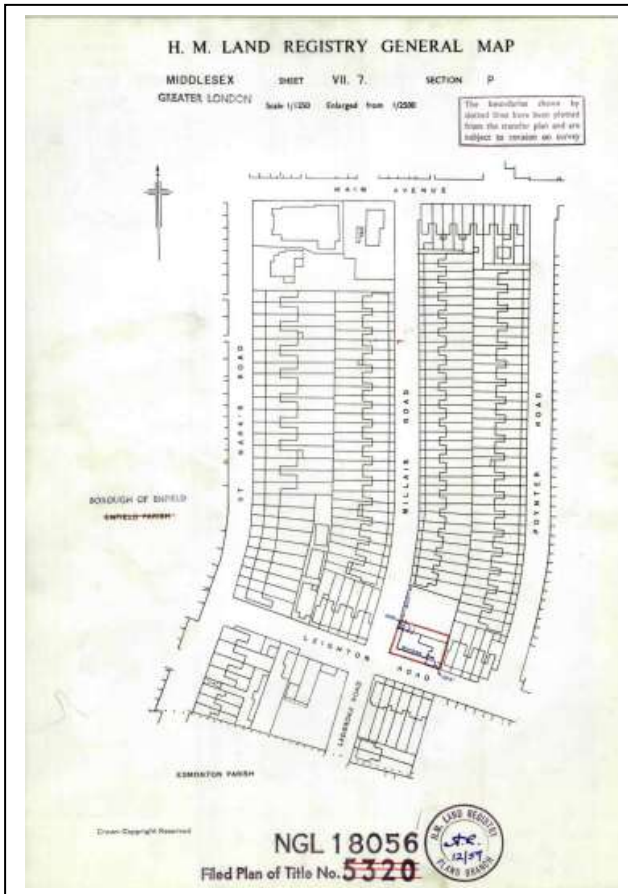 H. M. LAND REGISTRY GENERAL MAP
MIDDLESEX SHEET VII. 7. SECTION P
GREATER LONDON
Scale 1/1250 Enlarged from 1/2500
The boundaries shown by
dotted lines have been plotted
from the transfer plan and are
subject to revision on survey
MAIN AVENUE
ST MARK'S ROAD
MILLAIS ROAD
POYNTER ROAD
BOROUGH OF ENFIELD
ENFIELD PARISH
LEIGHTON ROAD
ROAD
EDMONTON PARISH
Crown Copyright Reserved
NGL 18056
Filed Plan of Title No. 5320
H.M. LAND REGISTRY
12/59
PLANS BRANCH